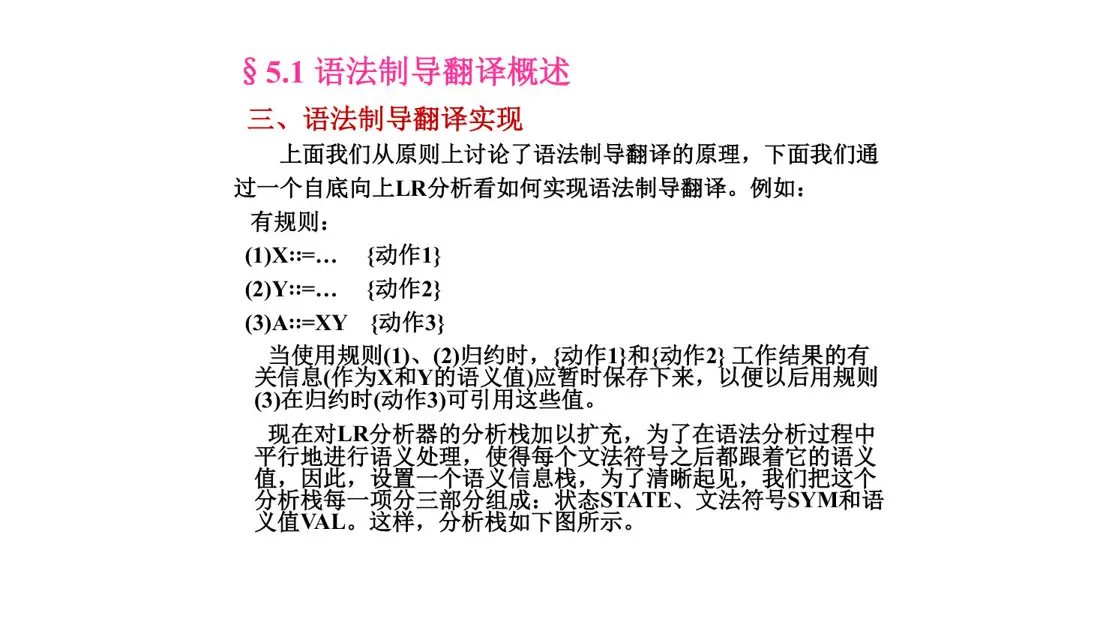 §5.1 语法制导翻译概述
三、语法制导翻译实现
上面我们从原则上讨论了语法制导翻译的原理，下面我们通
过一个自底向上LR分析看如何实现语法制导翻译。例如：
有规则：
(1)X∷=… {动作1}
(2)Y∷=… {动作2}
(3)A∷=XY {动作3}
当使用规则(1)、(2)归约时，{动作1}和{动作2} 工作结果的有
关信息(作为X和Y的语义值)应暂时保存下来，以便以后用规则
(3)在归约时(动作3)可引用这些值。
现在对LR分析器的分析栈加以扩充，为了在语法分析过程中
平行地进行语义处理，使得每个文法符号之后都跟着它的语义
值，因此，设置一个语义信息栈，为了清晰起见，我们把这个
分析栈每一项分三部分组成：状态STATE、文法符号SYM和语
义值VAL。这样，分析栈如下图所示。